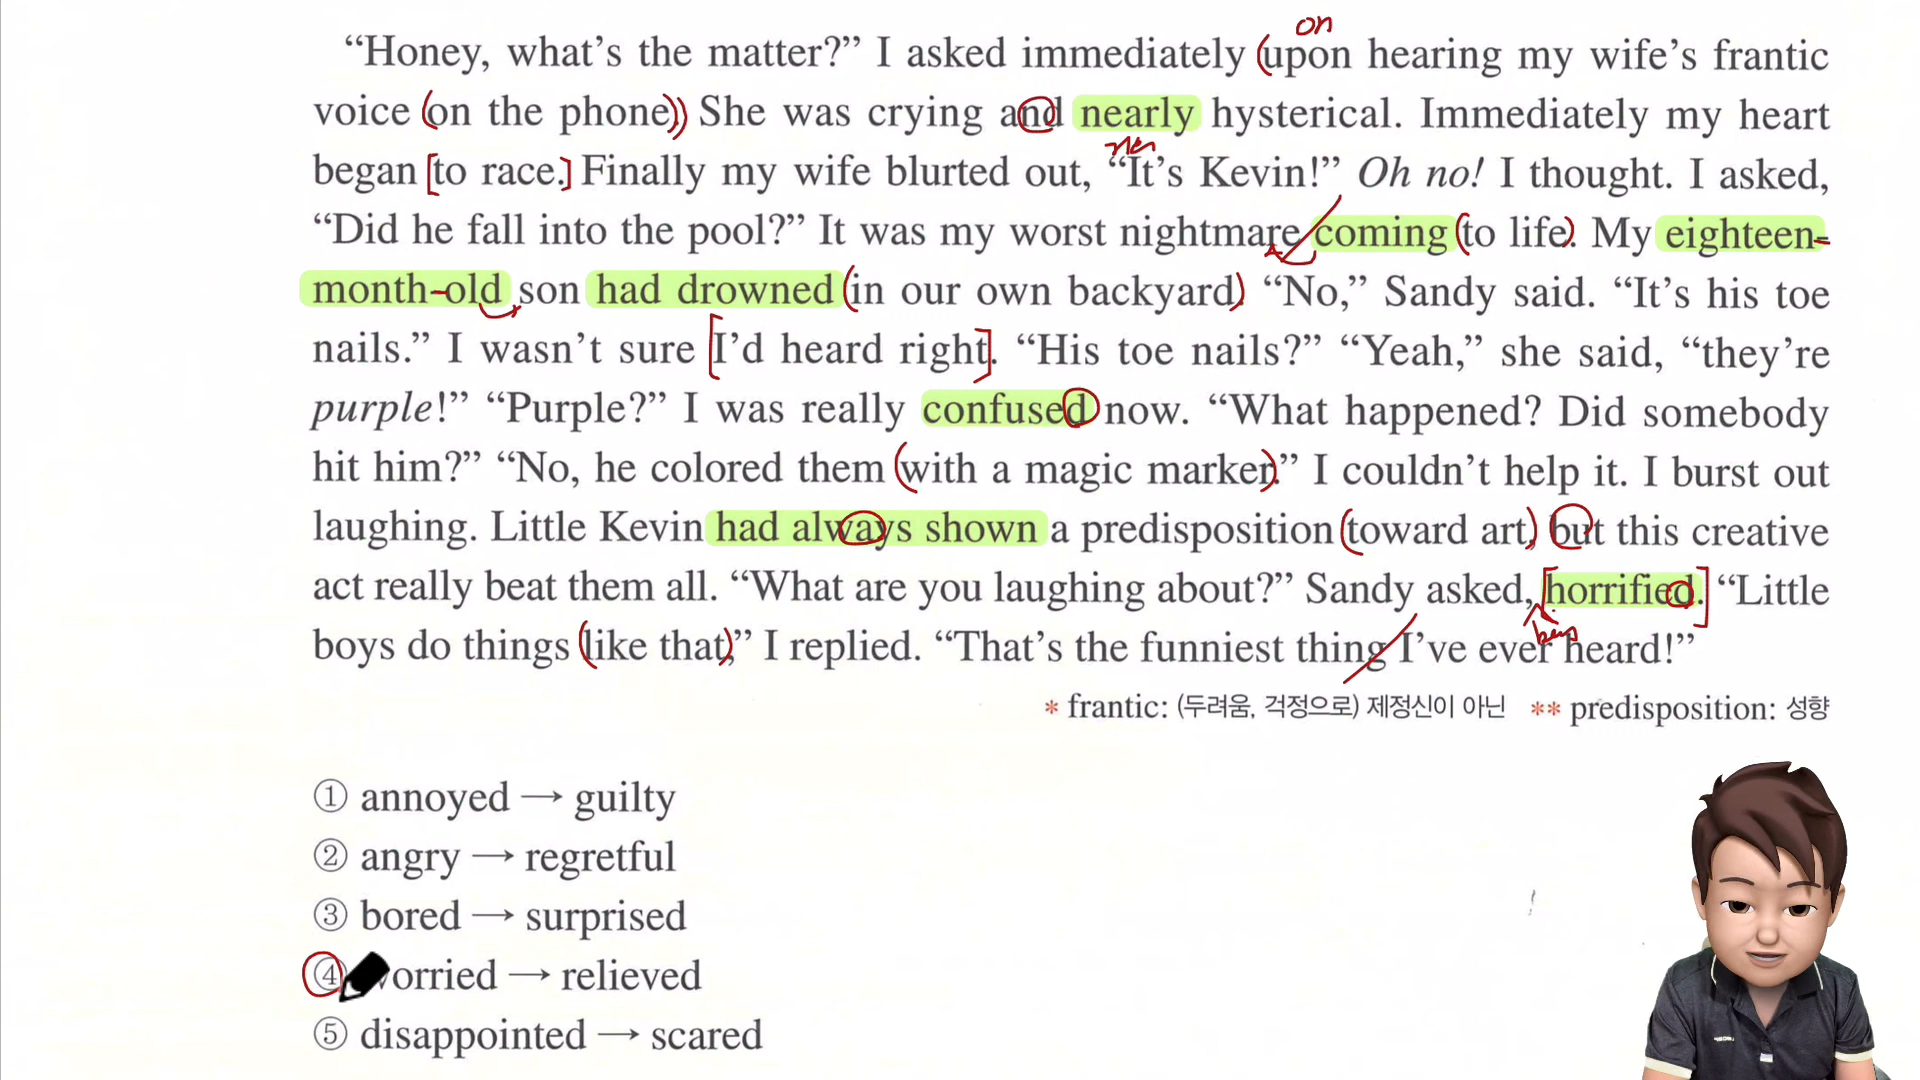 on
“Honey, what’s the matter?” I asked immediately (upon hearing my wife’s frantic
voice (on the phone)) She was crying and nearly hysterical. Immediately my heart
began [to race.] Finally my wife blurted out, “It’s Kevin!” Oh no! I thought. I asked,
“Did he fall into the pool?” It was my worst nightmare coming (to life). My eighteen-
month-old son had drowned (in our own backyard) “No,” Sandy said. “It’s his toe
nails.” I wasn’t sure [I’d heard right]. “His toe nails?” “Yeah,” she said, “they’re
purple!” “Purple?” I was really confused now. “What happened? Did somebody
hit him?” “No, he colored them (with a magic marker).” I couldn’t help it. I burst out
laughing. Little Kevin had always shown a predisposition (toward art,) but this creative
act really beat them all. “What are you laughing about?” Sandy asked, [horrified.] “Little
being
boys do things (like that,)” I replied. “That’s the funniest thing I’ve ever heard!”
* frantic: (두려움, 걱정으로) 제정신이 아닌 ** predisposition: 성향
① annoyed → guilty
② angry → regretful
③ bored → surprised
④ orried → relieved
⑤ disappointed → scared